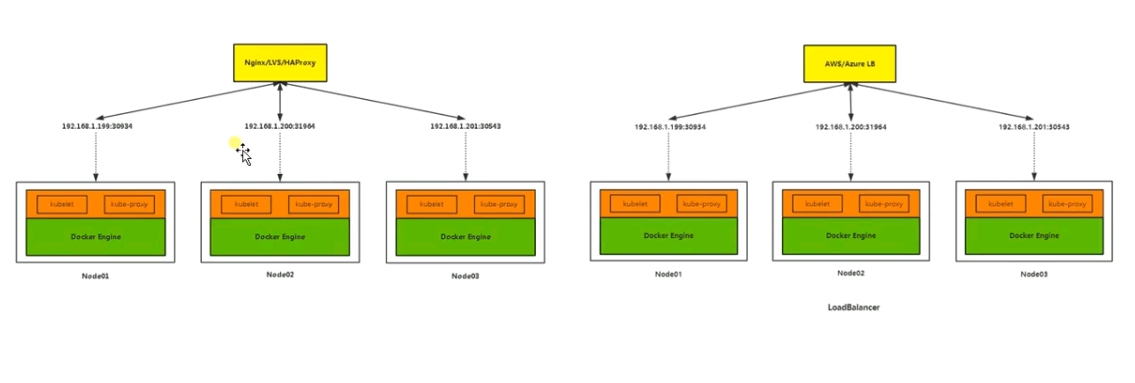 Nginx/LVS/HAProxy
192.168.1.199:30934
192.168.1.200:31964
192.168.1.201:30543
kubelet kube-proxy
Docker Engine
Node01
kubelet kube-proxy
Docker Engine
Node02
kubelet kube-proxy
Docker Engine
Node03
AWS/Azure LB
192.168.1.199:30934
192.168.1.200:31964
192.168.1.201:30543
kubelet kube-proxy
Docker Engine
Node01
kubelet kube-proxy
Docker Engine
Node02
kubelet kube-proxy
Docker Engine
Node03
LoadBalancer